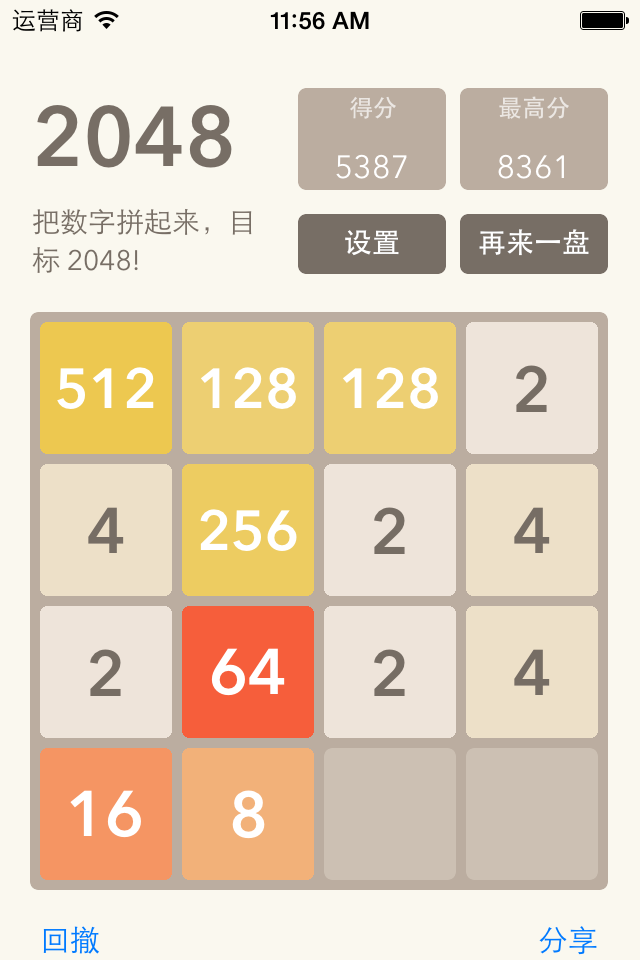 运营商
11:56 AM
2048
得分
5387
最高分
8361
把数字拼起来，目
标 2048!
设置
再来一盘
512 128 128 2
4 256 2 4
2 64 2 4
16 8
回撤
分享